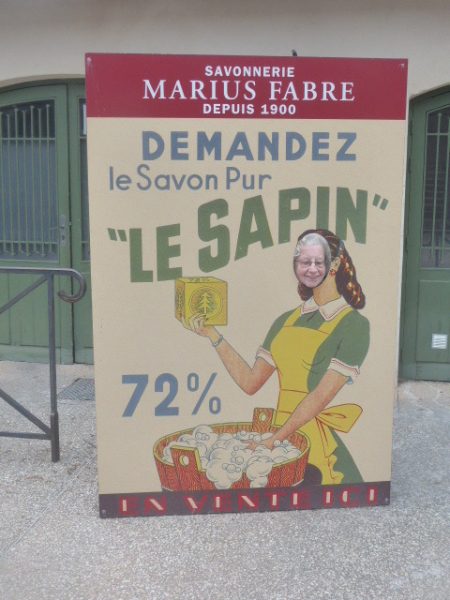 SAVONNERIE
MARIUS FABRE
DEPUIS 1900
DEMANDEZ
le Savon Pur
"LE SAPIN"
72%
EN VENTE ICI